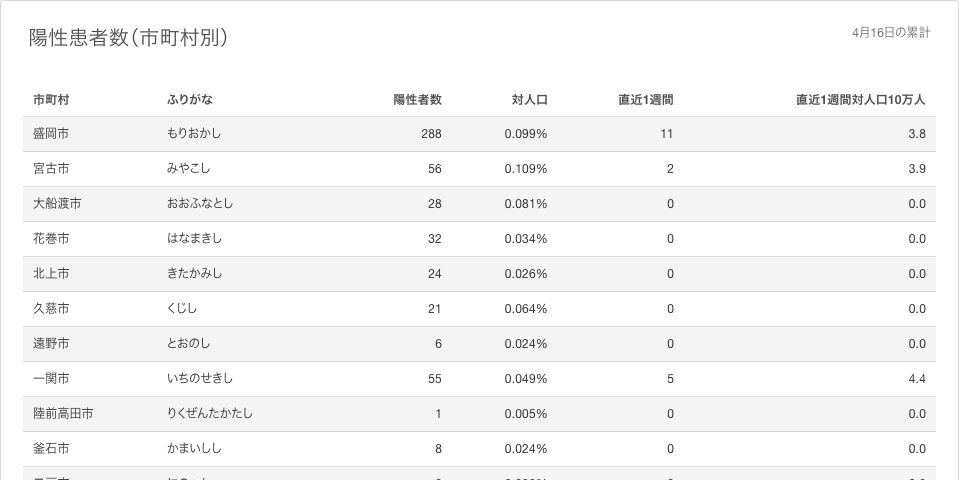 陽性患者数（市町村別）
4月16日の累計
市町村 ふりがな 陽性者数 対人口 直近1週間 直近1週間対人口10万人
盛岡市 もりおかし 288 0.099% 11 3.8
宮古市 みやこし 56 0.109% 2 3.9
大船渡市 おおふなとし 28 0.081% 0 0.0
花巻市 はなまきし 32 0.034% 0 0.0
北上市 きたかみし 24 0.026% 0 0.0
久慈市 くじし 21 0.064% 0 0.0
遠野市 とおのし 6 0.024% 0 0.0
一関市 いちのせきし 55 0.049% 5 4.4
陸前高田市 りくぜんたかたし 1 0.005% 0 0.0
釜石市 かまいしし 8 0.024% 0 0.0